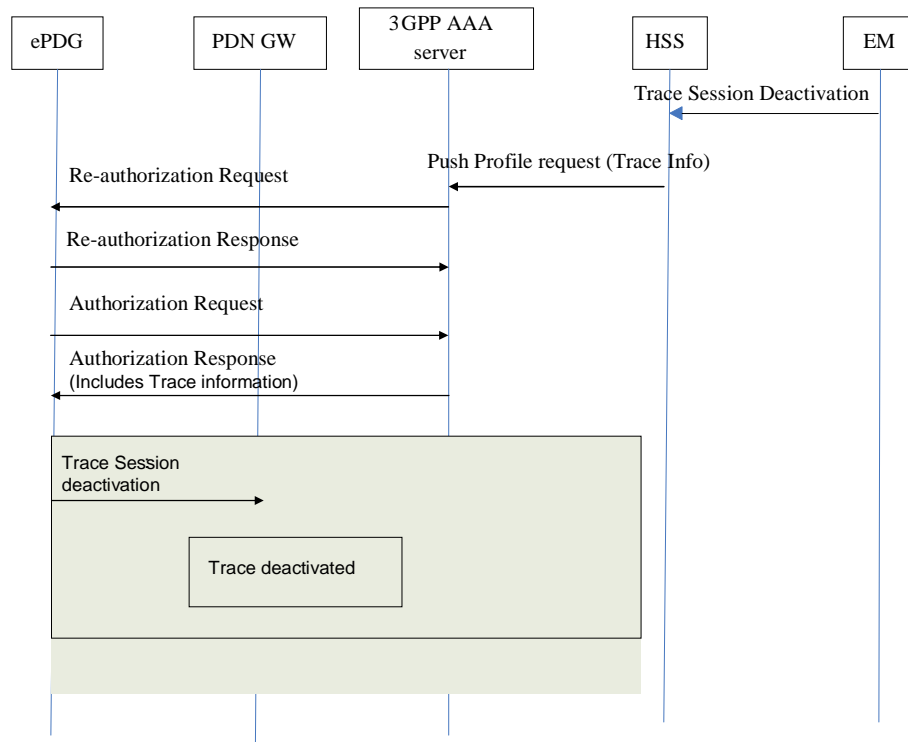 ePDG
PDN GW
3GPP AAA
server
HSS
EM
Trace Session Deactivation
Push Profile request (Trace Info)
Re-authorization Request
Re-authorization Response
Authorization Request
Authorization Response
(Includes Trace information)
Trace Session
deactivation
Trace deactivated